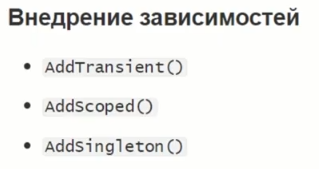 Внедрение зависимостей
• AddTransient()
• AddScoped()
• AddSingleton()